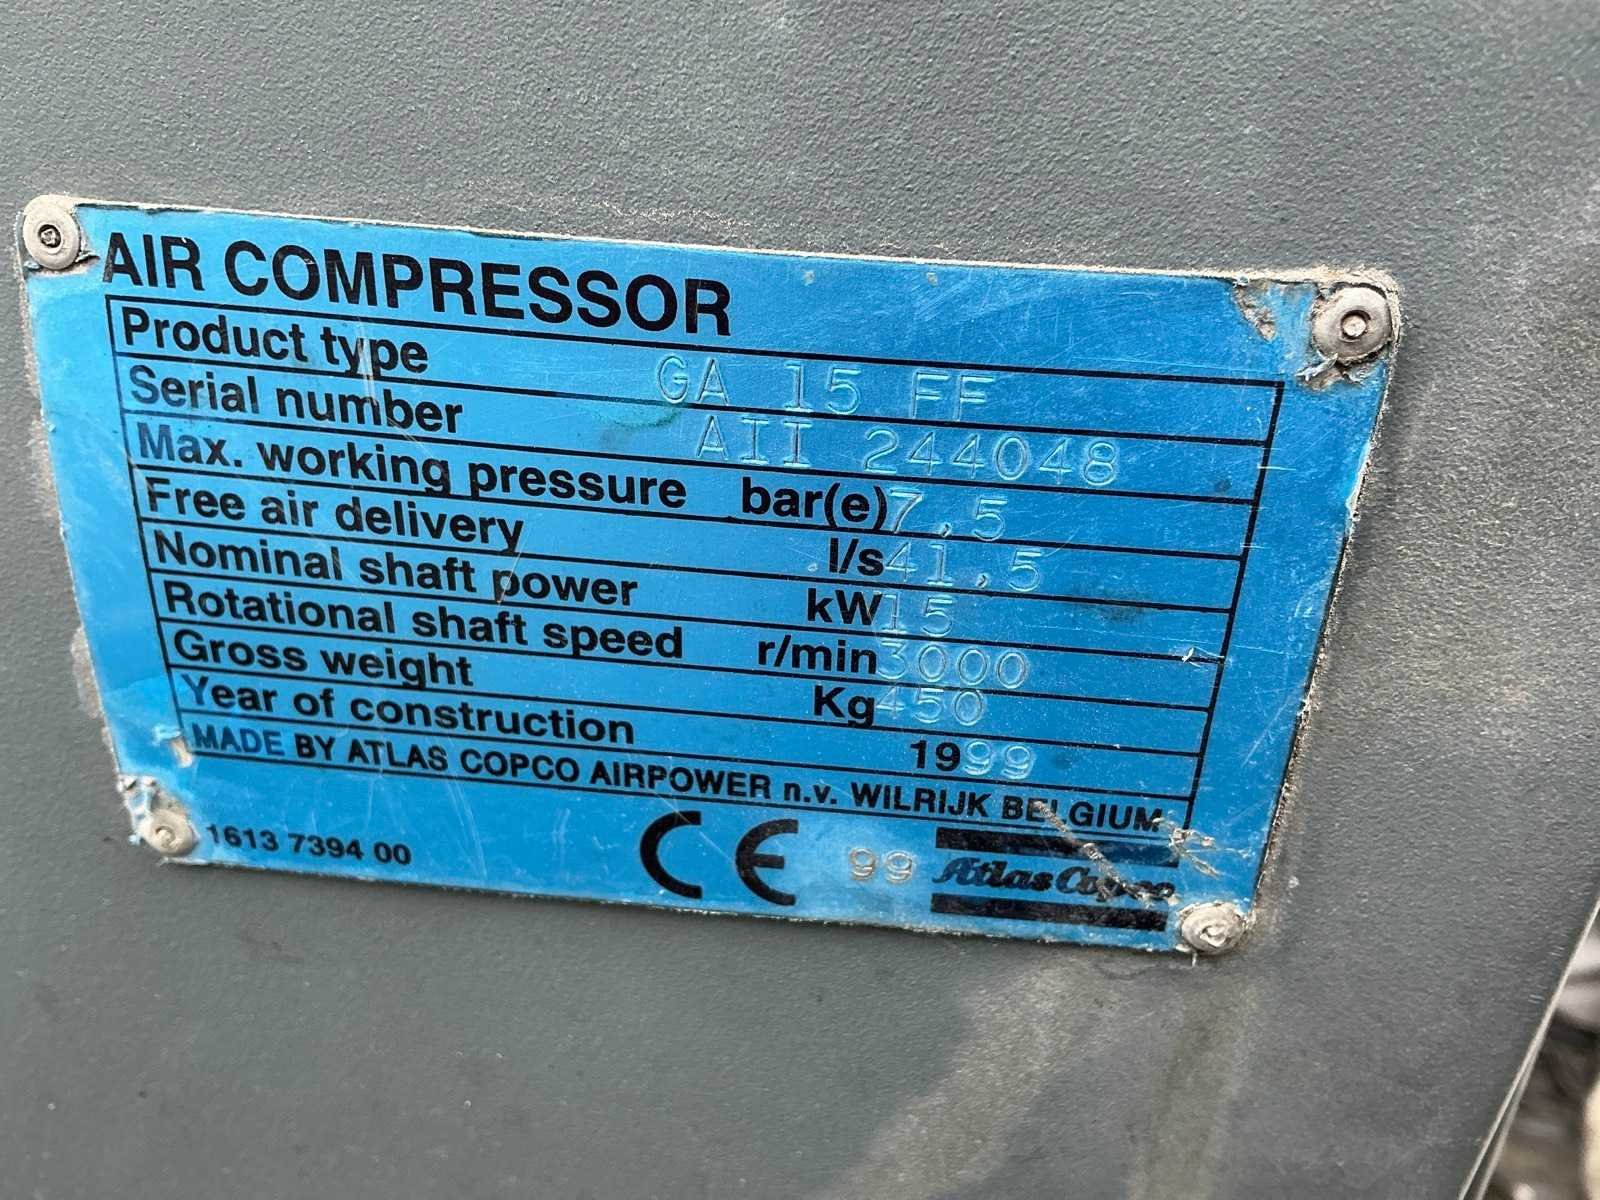 AIR COMPRESSOR
Product type GA 15 FF
Serial number AII 244048
Max. working pressure bar(e) 7,5
Free air delivery l/s 41,5
Nominal shaft power kW 15
Rotational shaft speed r/min 3000
Gross weight Kg 450
Year of construction 1999
MADE BY ATLAS COPCO AIRPOWER n.v. WILRIJK BELGIUM
1613 7394 00 CE 99 Atlas Copco